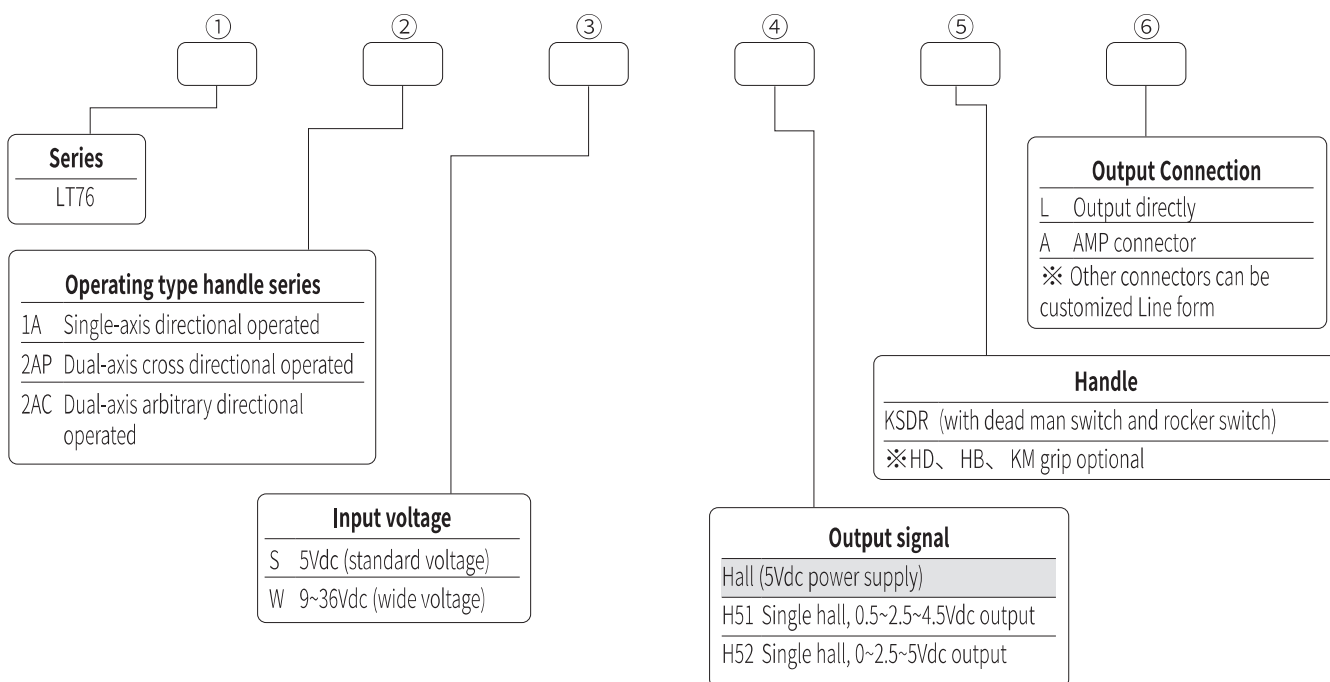 ① ② ③ ④ ⑤ ⑥
Series
LT76
Operating type handle series
1A Single-axis directional operated
2AP Dual-axis cross directional operated
2AC Dual-axis arbitrary directional
operated
Input voltage
S 5Vdc (standard voltage)
W 9~36Vdc (wide voltage)
Output signal
Hall (5Vdc power supply)
H51 Single hall, 0.5~2.5~4.5Vdc output
H52 Single hall, 0~2.5~5Vdc output
Handle
KSDR (with dead man switch and rocker switch)
※HD、HB、KM grip optional
Output Connection
L Output directly
A AMP connector
※ Other connectors can be
customized Line form